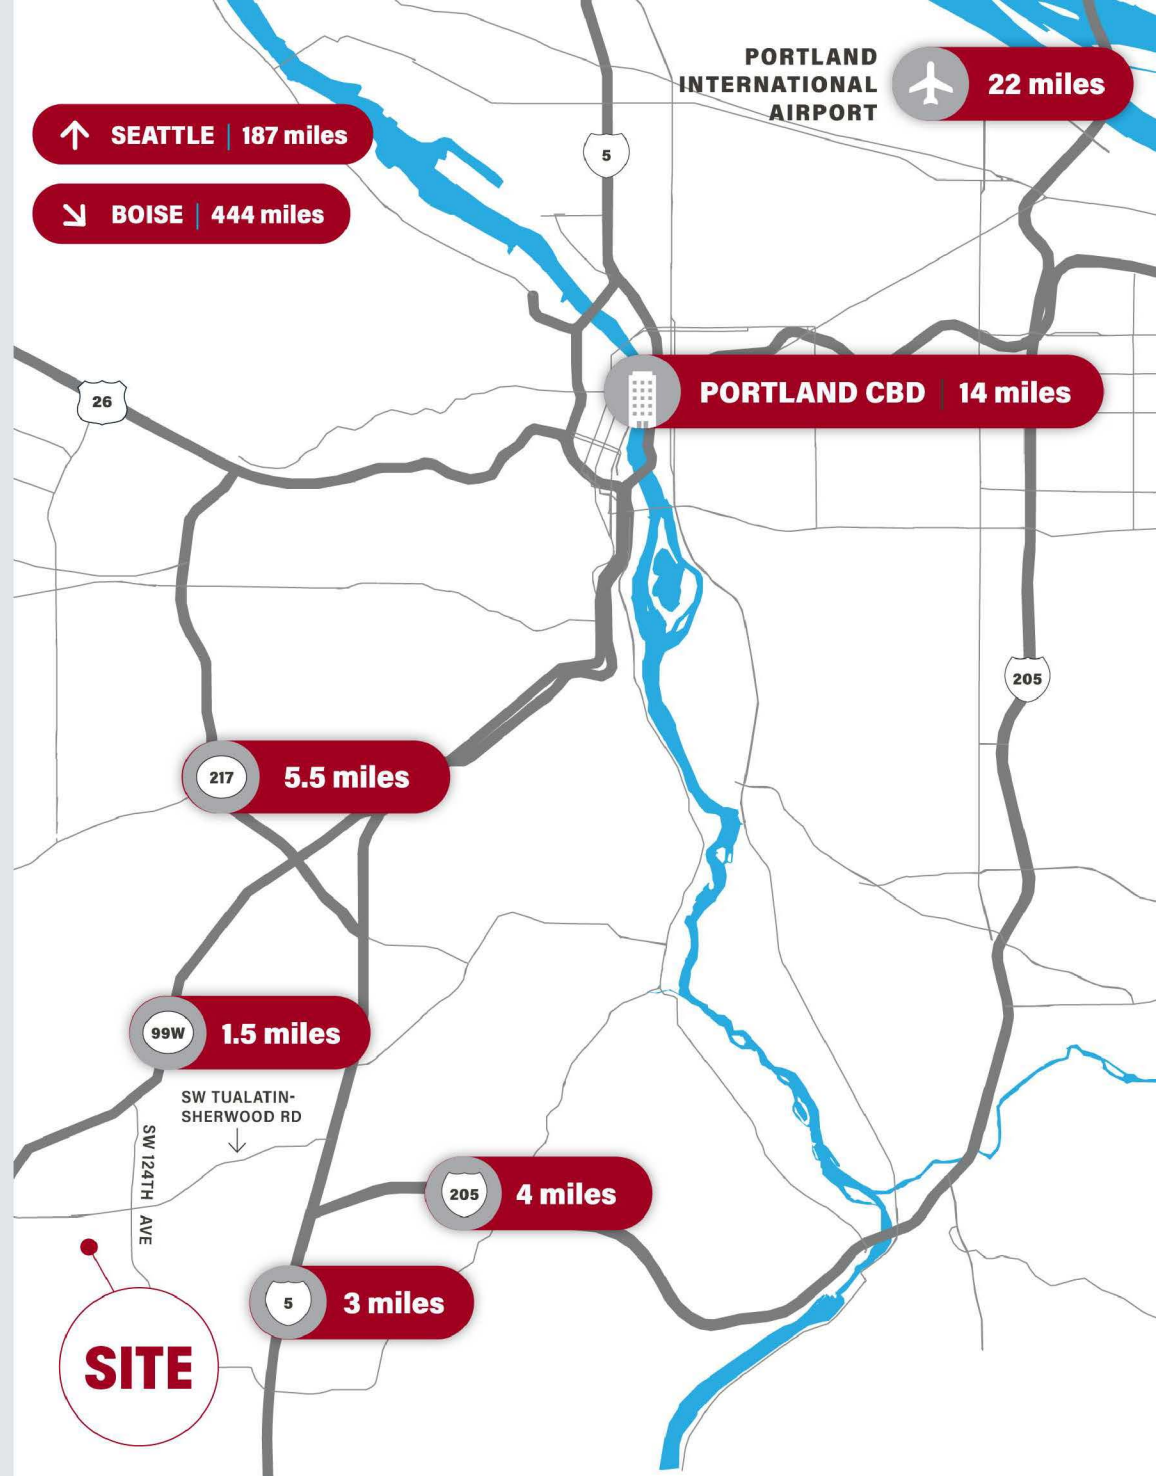 PORTLAND
INTERNATIONAL
AIRPORT
22 miles
SEATTLE | 187 miles
BOISE | 444 miles
5
26
PORTLAND CBD | 14 miles
205
217
5.5 miles
99W
1.5 miles
SW TUALATIN-
SHERWOOD RD
SW 124TH AVE
205
4 miles
5
3 miles
SITE